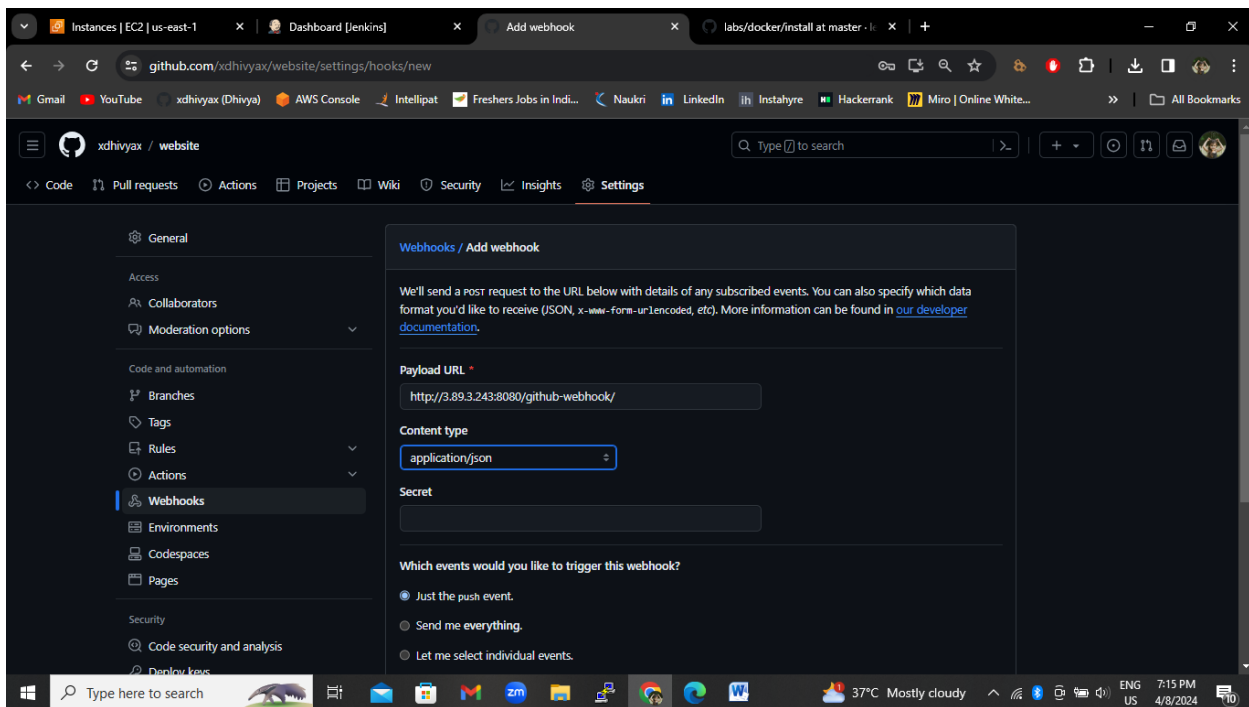 Instances | EC2 | us-east-1
Dashboard [Jenkins]
Add webhook
labs/docker/install at master · le
github.com/xdhivyax/website/settings/hooks/new
Gmail
YouTube
xdhivyax (Dhivya)
AWS Console
Intellipat
Freshers Jobs in Indi...
Naukri
LinkedIn
Instahyre
Hackerrank
Miro | Online White...
»
All Bookmarks
xdhivyax / website
Type / to search
Code
Pull requests
Actions
Projects
Wiki
Security
Insights
Settings
General
Access
Collaborators
Moderation options
Code and automation
Branches
Tags
Rules
Actions
Webhooks
Environments
Codespaces
Pages
Security
Code security and analysis
Deploy keys
Webhooks / Add webhook
We'll send a POST request to the URL below with details of any subscribed events. You can also specify which data
format you'd like to receive (JSON, x-www-form-urlencoded, etc). More information can be found in our developer
documentation.
Payload URL *
http://3.89.3.243:8080/github-webhook/
Content type
application/json
Secret
Which events would you like to trigger this webhook?
Just the push event.
Send me everything.
Let me select individual events.
Type here to search
zm
W
37°C Mostly cloudy
ENG
US
7:15 PM
4/8/2024
10